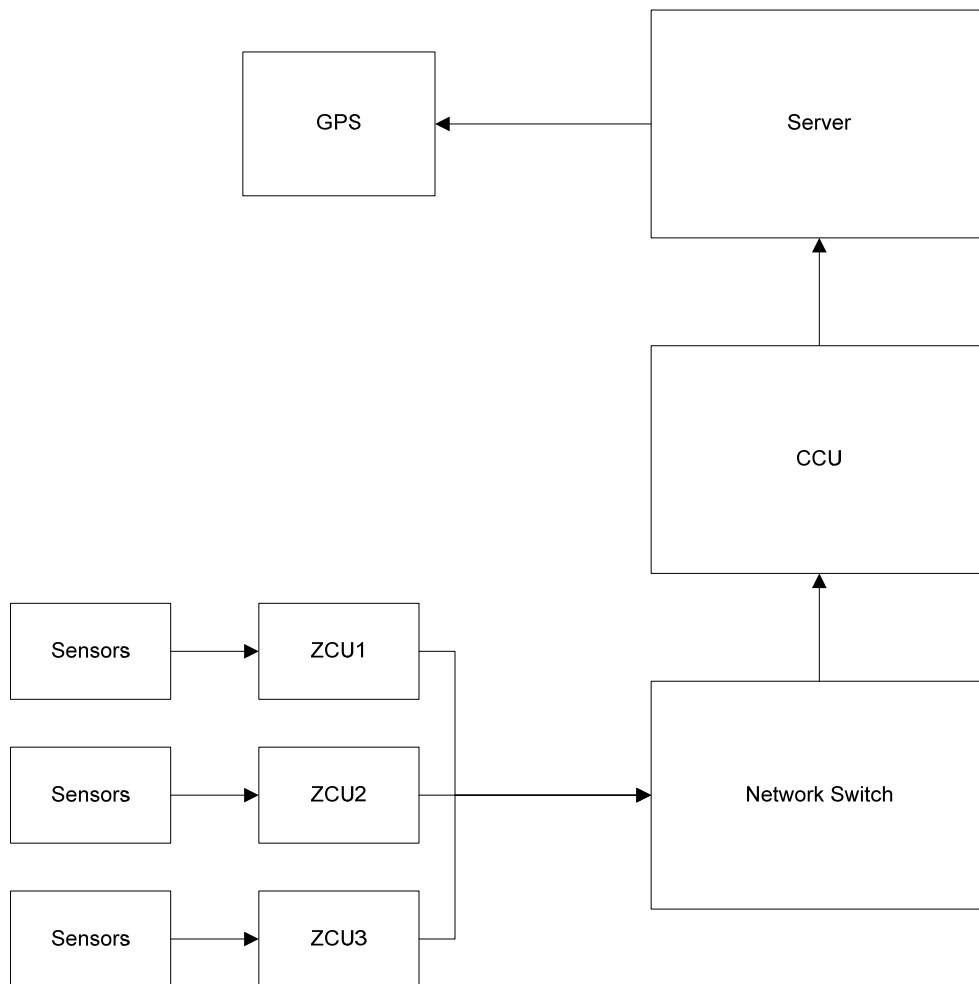 GPS
Server
CCU
Sensors
ZCU1
Sensors
ZCU2
Network Switch
Sensors
ZCU3